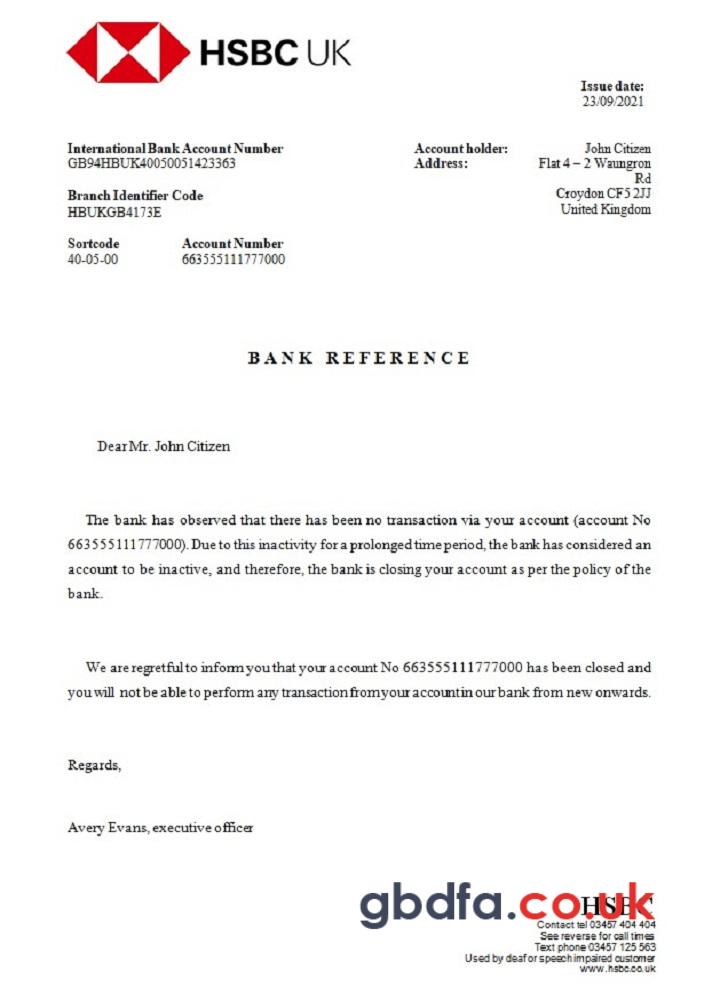 HSBC UK
Issue date:
23/09/2021
International Bank Account Number
GB94HBUK40050051423363
Account holder: John Citizen
Address: Flat 4 – 2 Waungron
Rd
Croydon CF5 2JJ
United Kingdom
Branch Identifier Code
HBUKGB4173E
Sortcode Account Number
40-05-00 663555111777000
BANK REFERENCE
Dear Mr. John Citizen
The bank has observed that there has been no transaction via your account (account No
663555111777000). Due to this inactivity for a prolonged time period, the bank has considered an
account to be inactive, and therefore, the bank is closing your account as per the policy of the
bank.
We are regretful to inform you that your account No 663555111777000 has been closed and
you will not be able to perform any transaction from your account in our bank from new onwards.
Regards,
Avery Evans, executive officer
gbdfa.co.uk
HSBC
Contact tel 03457 404 404
See reverse for call times
Text phone 03457 125 563
Used by deaf or speech impaired customer
www.hsbc.co.uk